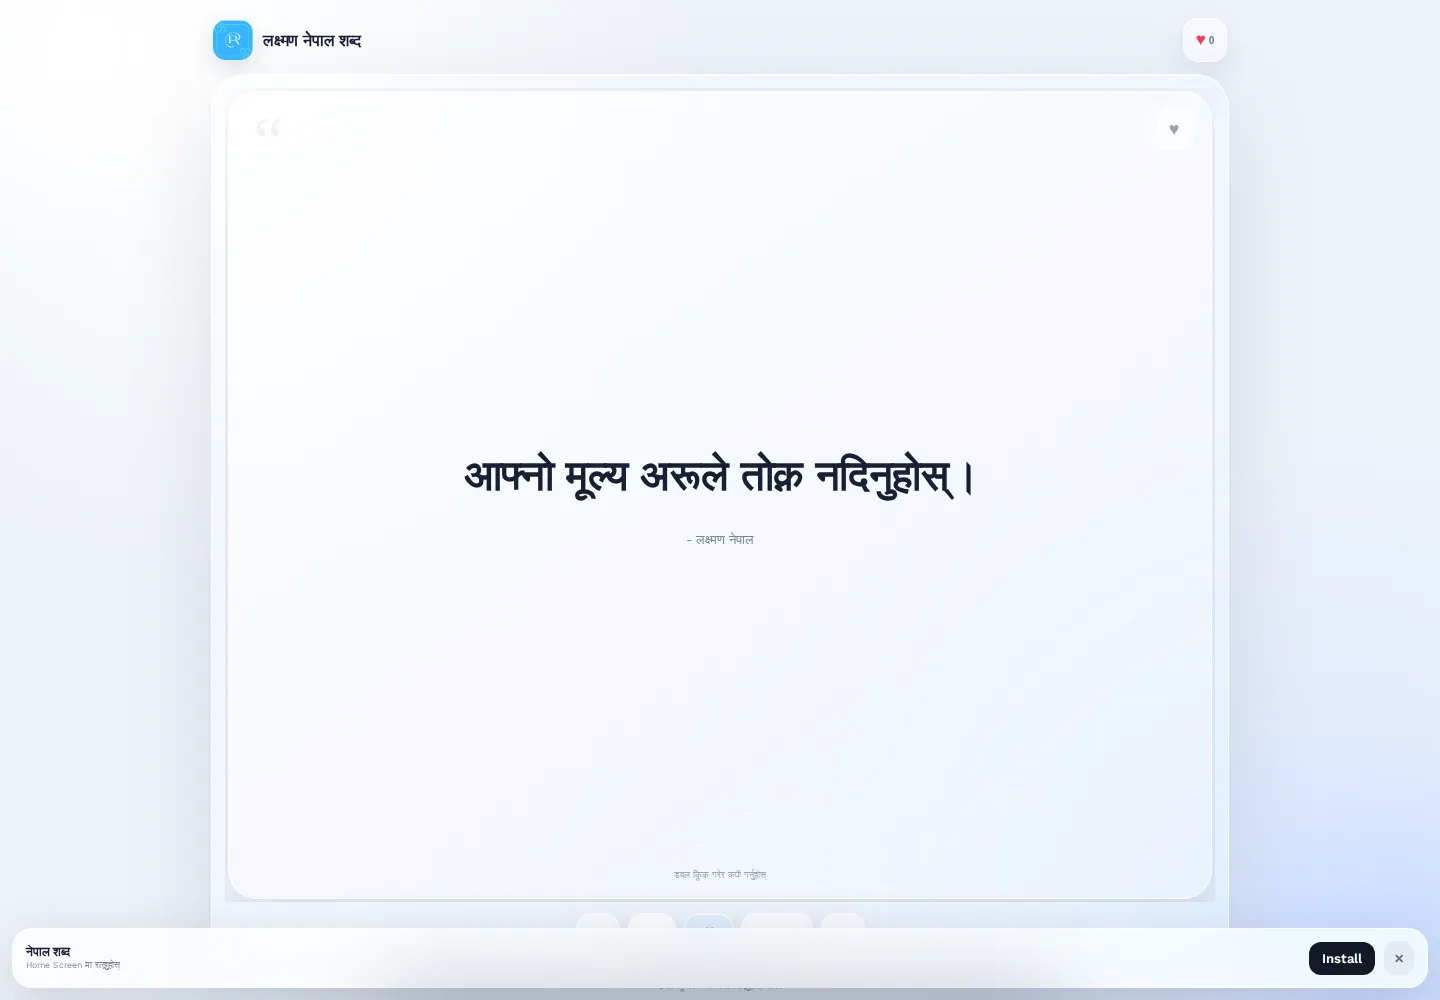 लक्ष्मण नेपाल शब्द
♥ 0
“
♥
आफ्नो मूल्य अरूले तोक्न नदिनुहोस्।
- लक्ष्मण नेपाल
डबल क्लिक गरेर कपी गर्नुहोस्
नेपाल शब्द
Home Screen मा राख्नुहोस्
Install
×